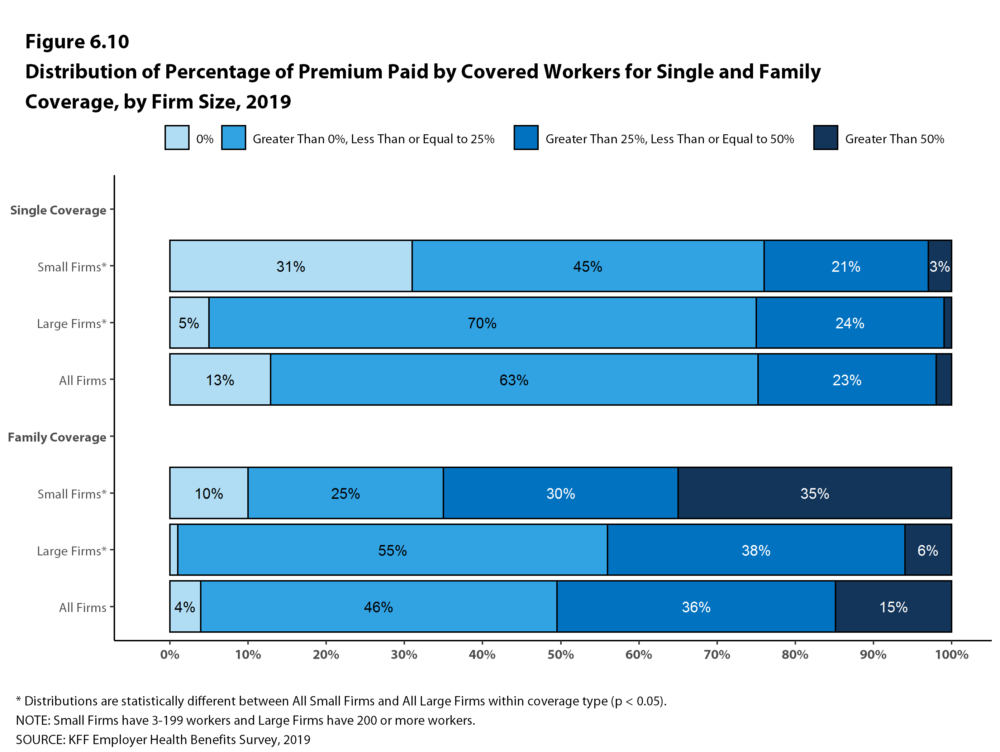 Figure 6.10
Distribution of Percentage of Premium Paid by Covered Workers for Single and Family
Coverage, by Firm Size, 2019
0% Greater Than 0%, Less Than or Equal to 25% Greater Than 25%, Less Than or Equal to 50% Greater Than 50%
Single Coverage
Small Firms* 31% 45% 21% 3%
Large Firms* 5% 70% 24%
All Firms 13% 63% 23%
Family Coverage
Small Firms* 10% 25% 30% 35%
Large Firms* 55% 38% 6%
All Firms 4% 46% 36% 15%
0% 10% 20% 30% 40% 50% 60% 70% 80% 90% 100%
* Distributions are statistically different between All Small Firms and All Large Firms within coverage type (p < 0.05).
NOTE: Small Firms have 3-199 workers and Large Firms have 200 or more workers.
SOURCE: KFF Employer Health Benefits Survey, 2019